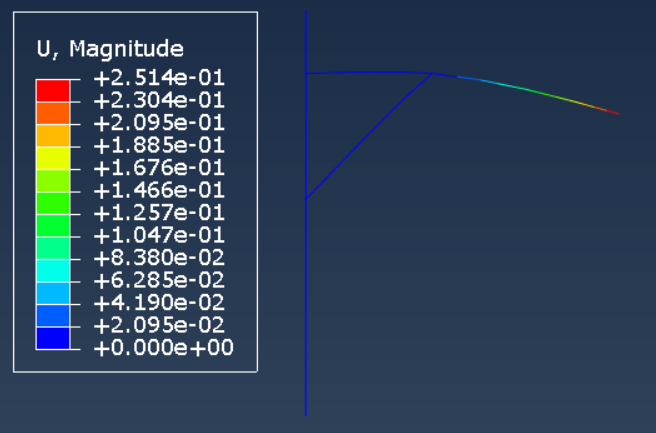 U, Magnitude
+2.514e-01
+2.304e-01
+2.095e-01
+1.885e-01
+1.676e-01
+1.466e-01
+1.257e-01
+1.047e-01
+8.380e-02
+6.285e-02
+4.190e-02
+2.095e-02
+0.000e+00